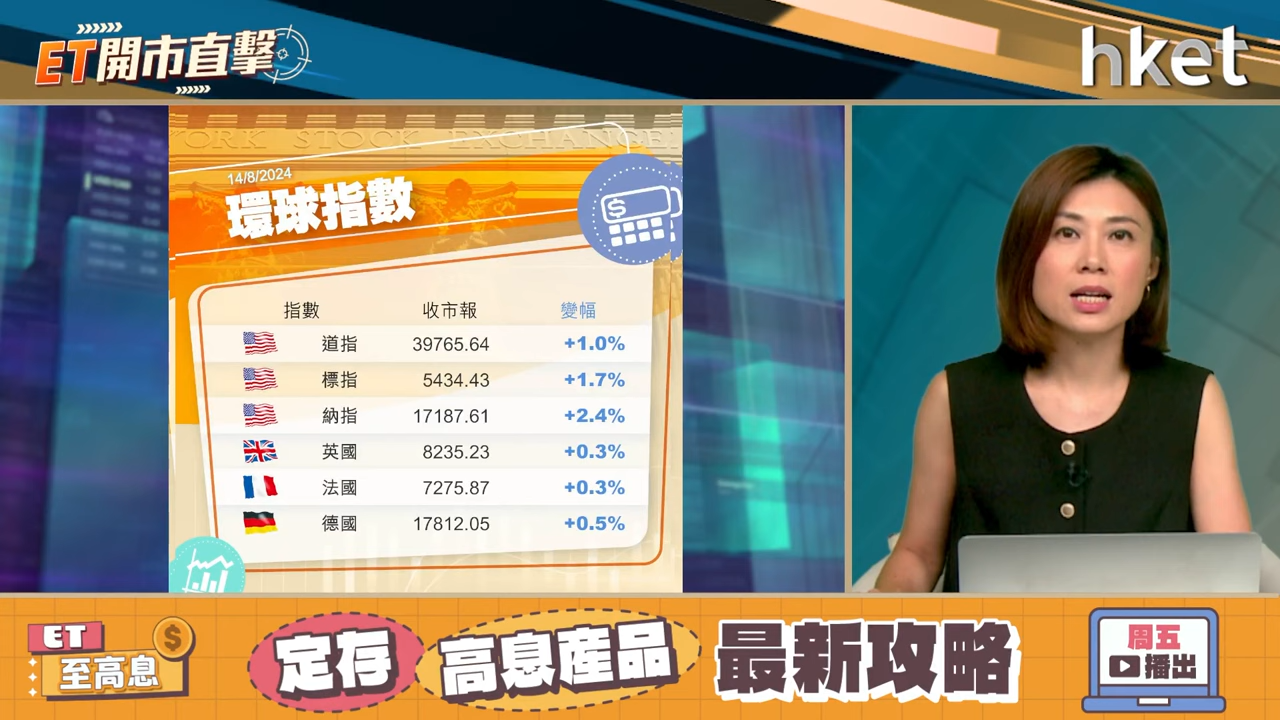 ET開市直擊
hket
YORK STOCK EXCHANGE
14/8/2024
環球指數
指數 收市報 變幅
道指 39765.64 +1.0%
標指 5434.43 +1.7%
納指 17187.61 +2.4%
英國 8235.23 +0.3%
法國 7275.87 +0.3%
德國 17812.05 +0.5%
ET
至高息
定存 高息產品 最新攻略
周五
播出